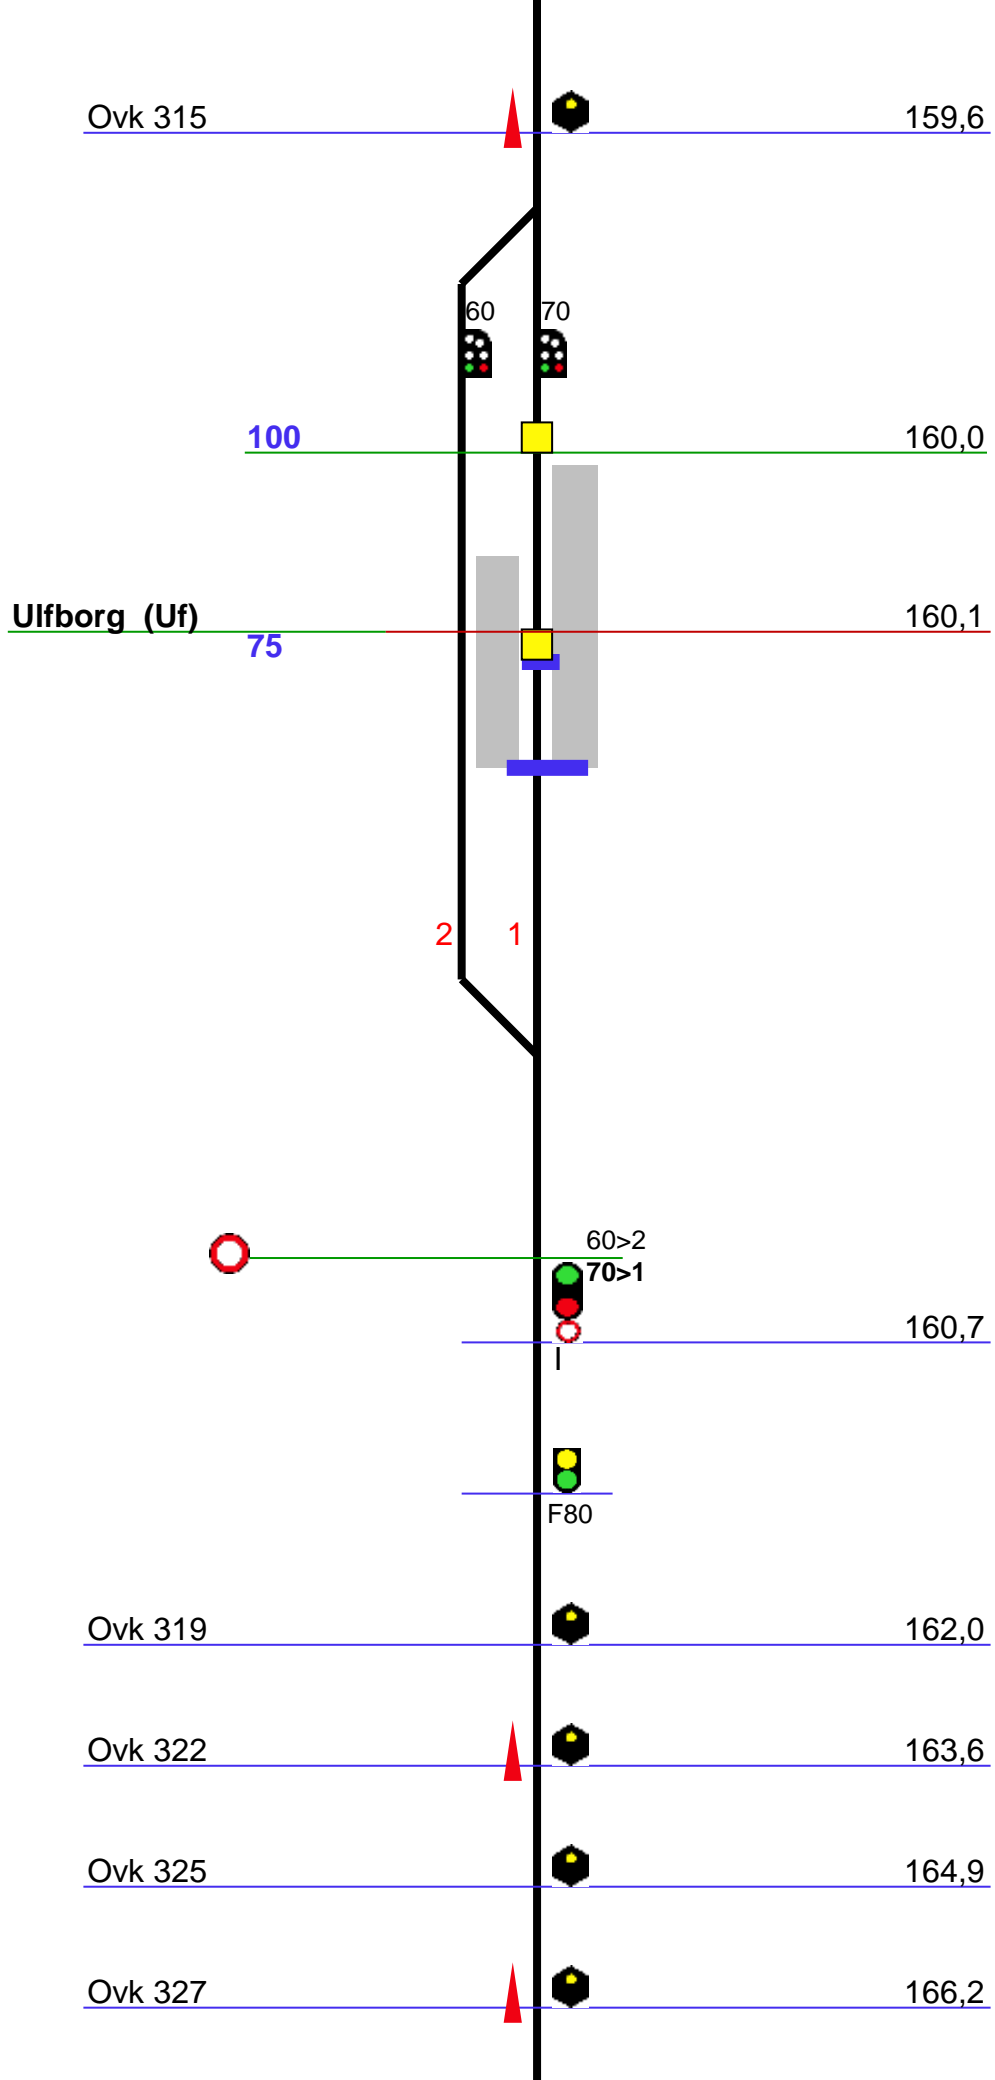 Ovk 315 159,6
60 70
100 160,0
Ulfborg (Uf) 160,1
75
2 1
60>2
70>1
160,7
I
F80
Ovk 319 162,0
Ovk 322 163,6
Ovk 325 164,9
Ovk 327 166,2